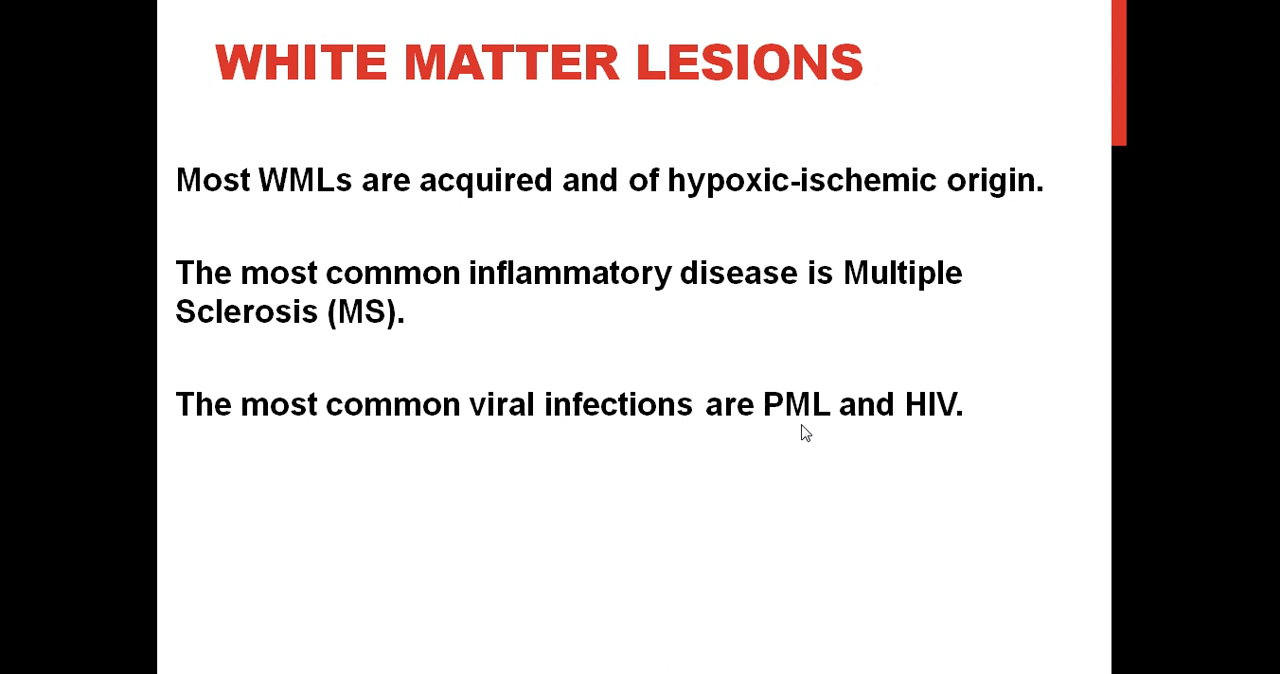 WHITE MATTER LESIONS
Most WMLs are acquired and of hypoxic-ischemic origin.
The most common inflammatory disease is Multiple
Sclerosis (MS).
The most common viral infections are PML and HIV.